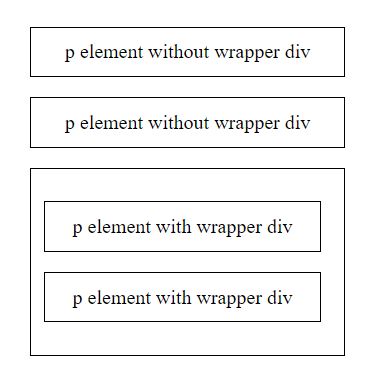 p element without wrapper div
p element without wrapper div
p element with wrapper div
p element with wrapper div